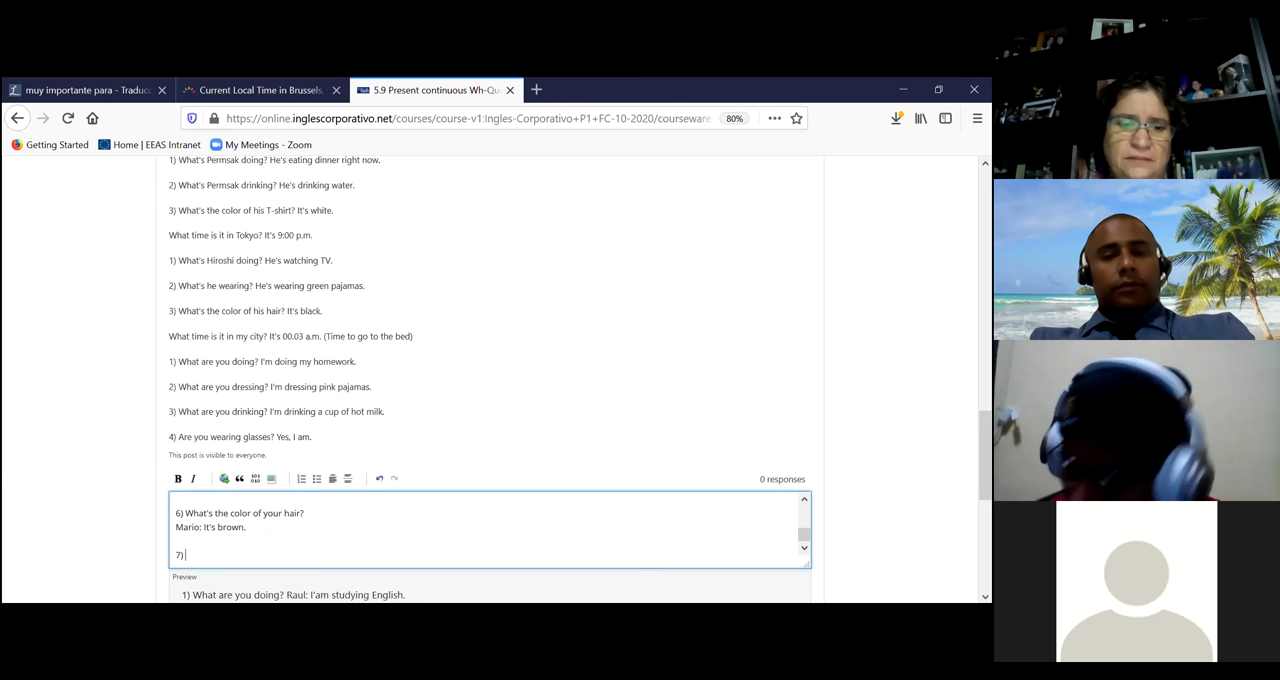 muy importante para - Traducc
Current Local Time in Brussels,
5.9 Present continuous Wh-Qu
https://online.inglescorporativo.net/courses/course-v1:Ingles-Corporativo+P1+FC-10-2020/courseware
80%
Getting Started
Home | EEAS Intranet
My Meetings - Zoom
1) What's Permsak doing? He's eating dinner right now.
2) What's Permsak drinking? He's drinking water.
3) What's the color of his T-shirt? It's white.
What time is it in Tokyo? It's 9:00 p.m.
1) What's Hiroshi doing? He's watching TV.
2) What's he wearing? He's wearing green pajamas.
3) What's the color of his hair? It's black.
What time is it in my city? It's 00.03 a.m. (Time to go to the bed)
1) What are you doing? I'm doing my homework.
2) What are you dressing? I'm dressing pink pajamas.
3) What are you drinking? I'm drinking a cup of hot milk.
4) Are you wearing glasses? Yes, I am.
This post is visible to everyone.
B I
0 responses
6) What's the color of your hair?
Mario: It's brown.
7)
Preview
1) What are you doing? Raul: I'am studying English.